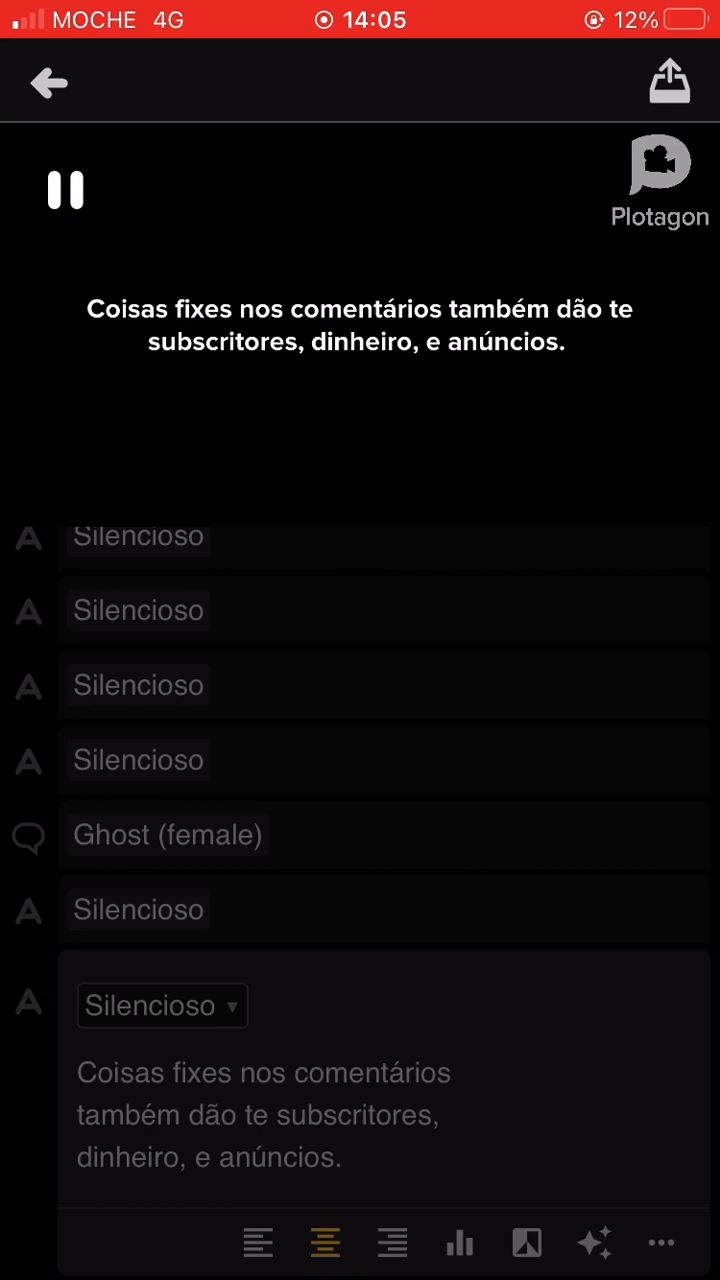 MOCHE 4G 14:05 12%
Plotagon
Coisas fixes nos comentários também dão te
subscritores, dinheiro, e anúncios.
Silencioso
Silencioso
Silencioso
Silencioso
Ghost (female)
Silencioso
Silencioso
Coisas fixes nos comentários
também dão te subscritores,
dinheiro, e anúncios.